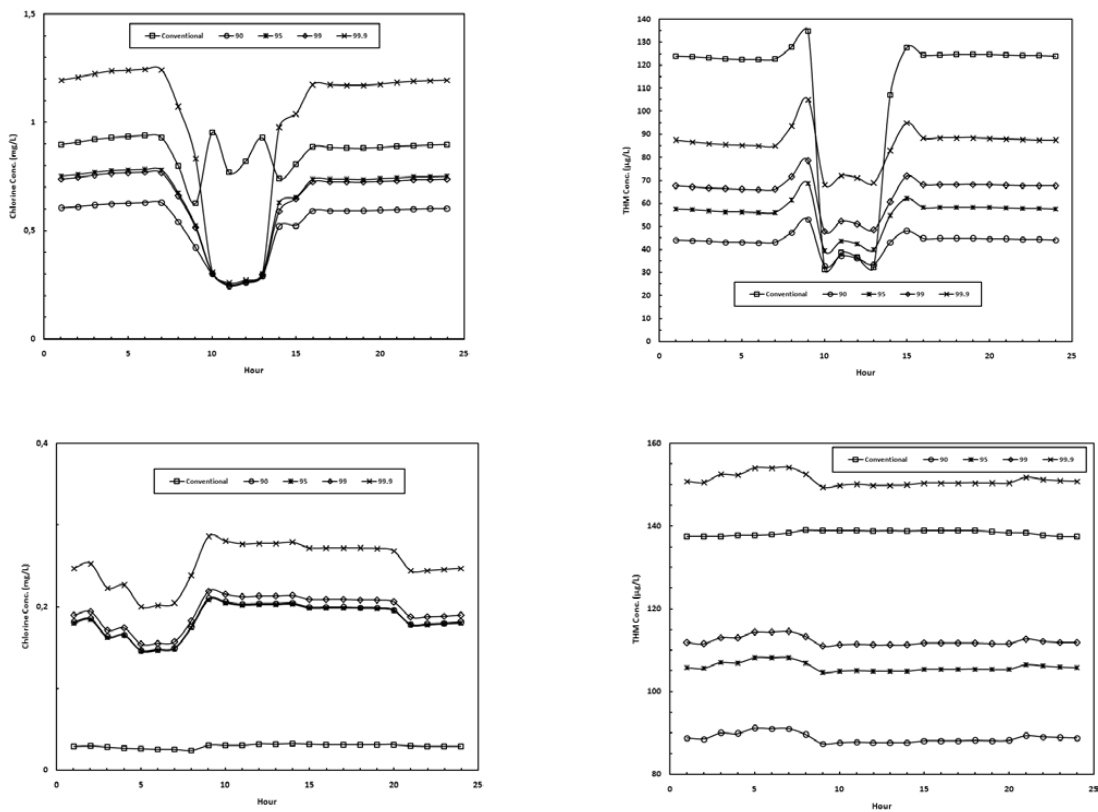 1,5
Conventional 90 95 99 99.9
1
0,5
0
Chlorine Conc. (mg/L)
0 5 10 15 20 25
Hour
140
130
120
110
100
90
80
70
60
50
40
30
20
10
0
THM Conc. (µg/L)
Conventional 90 95 99 99.9
0 5 10 15 20 25
Hour
0,4
Conventional 90 95 99 99.9
0,2
0
Chlorine Conc. (mg/L)
0 5 10 15 20 25
Hour
160
Conventional 90 95 99 99.9
140
120
100
80
THM Conc. (µg/L)
0 5 10 15 20 25
Hour